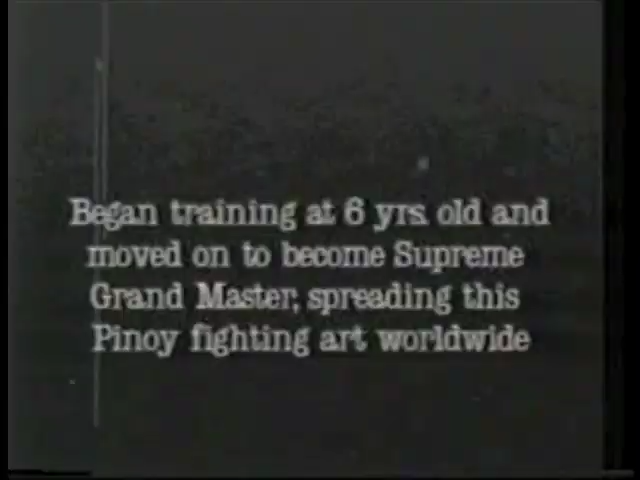 Began training at 6 yrs. old and
moved on to become Supreme
Grand Master, spreading this
Pinoy fighting art worldwide